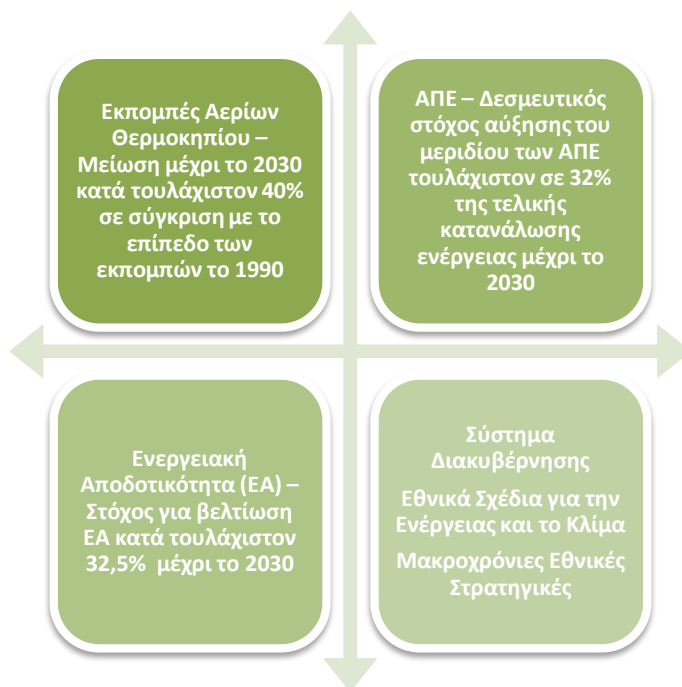 Εκπομπές Αερίων
Θερμοκηπίου –
Μείωση μέχρι το 2030
κατά τουλάχιστον 40%
σε σύγκριση με το
επίπεδο των
εκπομπών το 1990
ΑΠΕ – Δεσμευτικός
στόχος αύξησης του
μεριδίου των ΑΠΕ
τουλάχιστον σε 32%
της τελικής
κατανάλωσης
ενέργειας μέχρι το
2030
Ενεργειακή
Αποδοτικότητα (ΕΑ) –
Στόχος για βελτίωση
ΕΑ κατά τουλάχιστον
32,5% μέχρι το 2030
Σύστημα
Διακυβέρνησης
Εθνικά Σχέδια για την
Ενέργειας και το Κλίμα
Μακροχρόνιες Εθνικές
Στρατηγικές